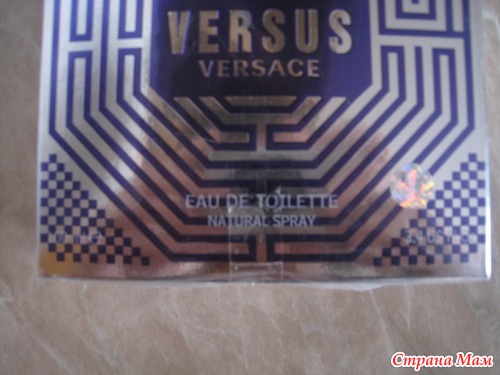 VERSUS
VERSACE
EAU DE TOILETTE
NATURAL SPRAY
Страна Мам